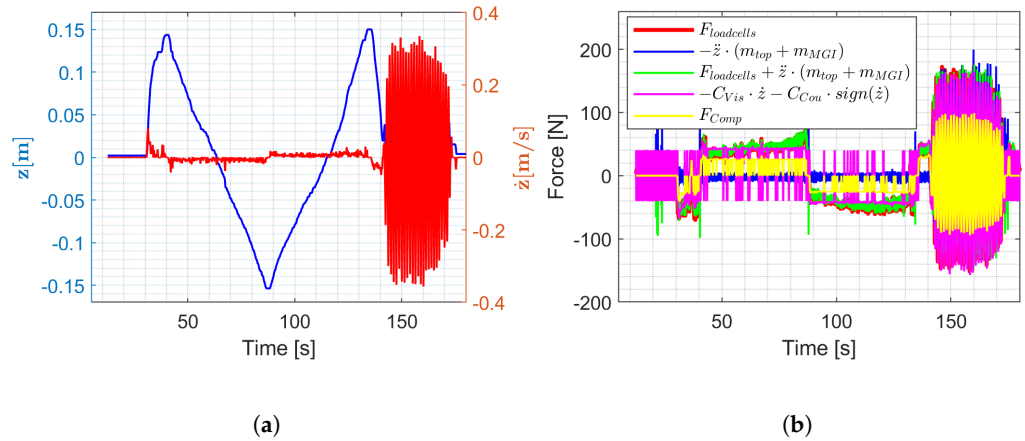 0.15
0.1
0.05
0
-0.05
-0.1
-0.15
z[m]
0.4
0.2
0
-0.2
-0.4
ż[m/s]
50
100
150
Time [s]
(a)
200
100
0
-100
-200
Force [N]
F_loadcells
−z̈ · (m_top + m_MGI)
F_loadcells + z̈ · (m_top + m_MGI)
−C_Vis · ż − C_Cou · sign(ż)
F_Comp
50
100
150
Time [s]
(b)